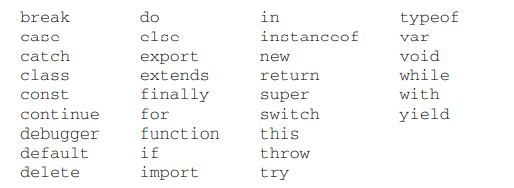 break do in typeof
case else instanceof var
catch export new void
class extends return while
const finally super with
continue for switch yield
debugger function this
default if throw
delete import try